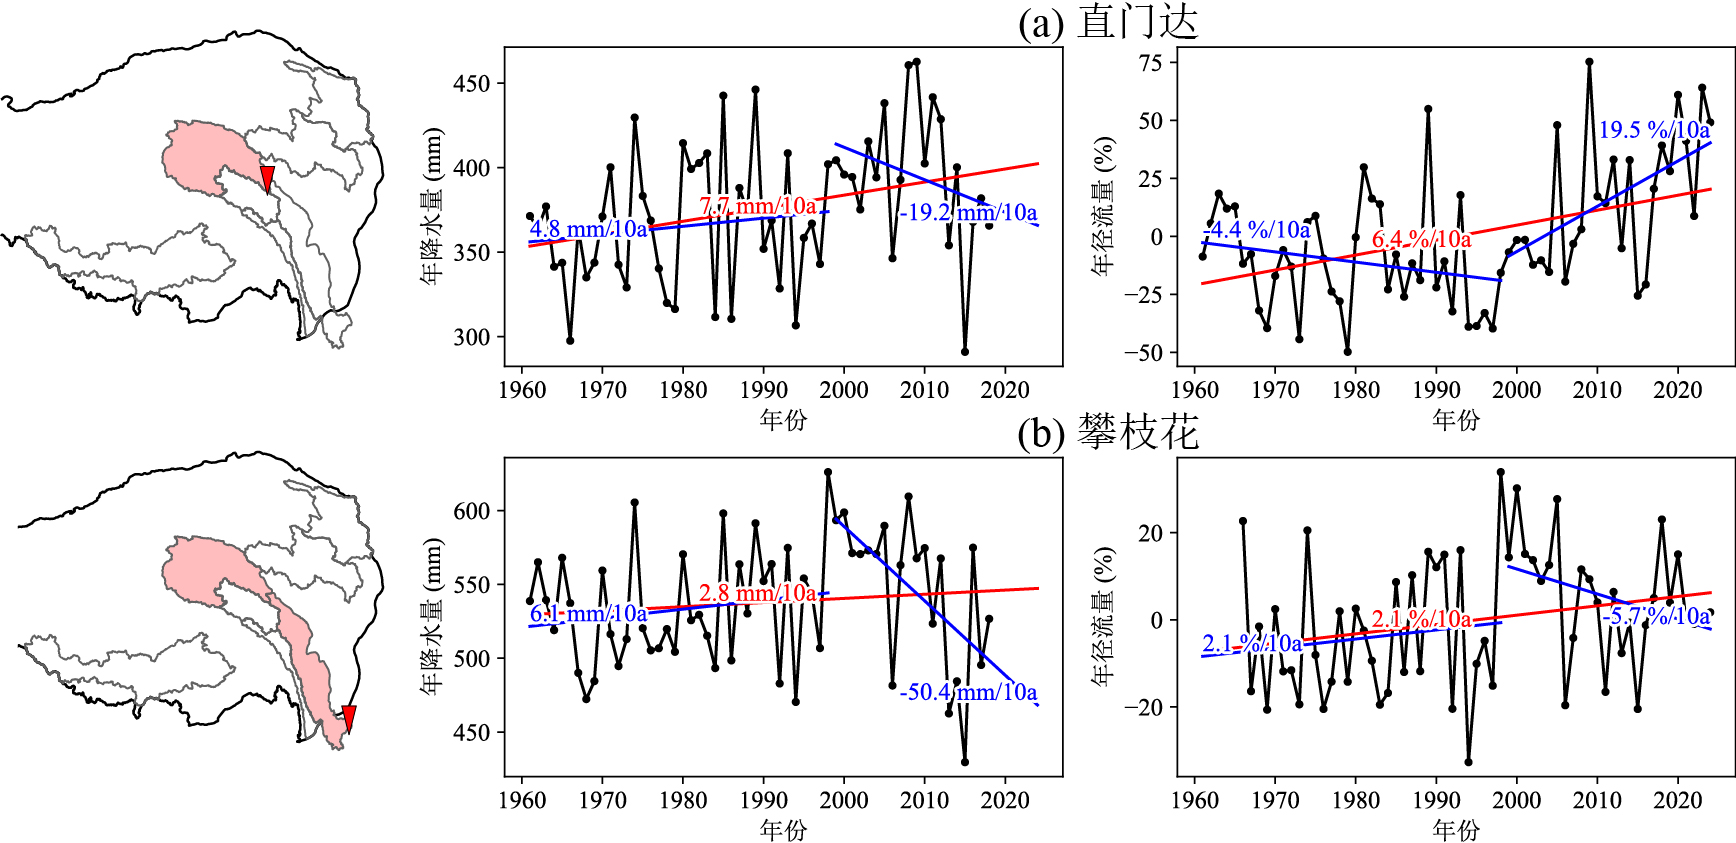 (a) 直门达
450
400
350
300
年降水量 (mm)
4.8 mm/10a
7.7 mm/10a
-19.2 mm/10a
1960 1970 1980 1990 2000 2010 2020
年份
75
50
25
0
−25
−50
年径流量 (%)
-4.4 %/10a
6.4 %/10a
19.5 %/10a
1960 1970 1980 1990 2000 2010 2020
年份
(b) 攀枝花
600
550
500
450
年降水量 (mm)
6.1 mm/10a
2.8 mm/10a
-50.4 mm/10a
1960 1970 1980 1990 2000 2010 2020
年份
20
0
−20
年径流量 (%)
2.1 %/10a
2.1 %/10a
-5.7 %/10a
1960 1970 1980 1990 2000 2010 2020
年份